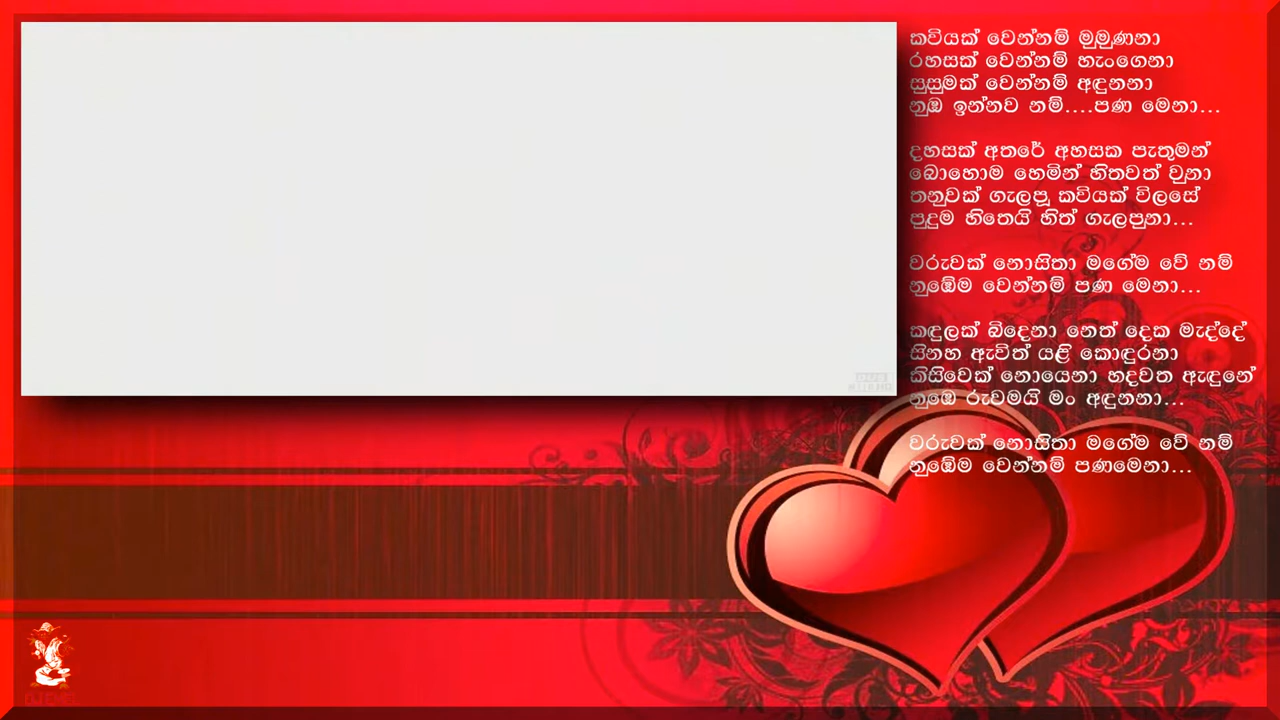 කවියක් වෙන්නම් මුමුණනා
රහසක් වෙන්නම් හැංගෙනා
සුසුමක් වෙන්නම් අඳුනනා
නුඹ ඉන්නව නම්....පණ මෙනා...
දහසක් අතරේ අහසක පැතුමන්
බොහොම හෙමින් හිතවත් වුනා
තනුවක් ගැලපූ කවියක් විලසේ
පුදුම හිතෙයි හිත් ගැලපුනා...
වරුවක් නොසිතා මගේම වේ නම්
නුඹේම වෙන්නම් පණ මෙනා...
කඳුලක් බිදෙනා නෙත් දෙක මැද්දේ
සිනහ ඇවිත් යළි කොඳුරනා
කිසිවෙක් නොයෙනා හදවත ඇඳුනේ
නුඹෙ රුවමයි මං අඳුනනා...
වරුවක් නොසිතා මගේම වේ නම්
නුඹේම වෙන්නම් පණමෙනා...